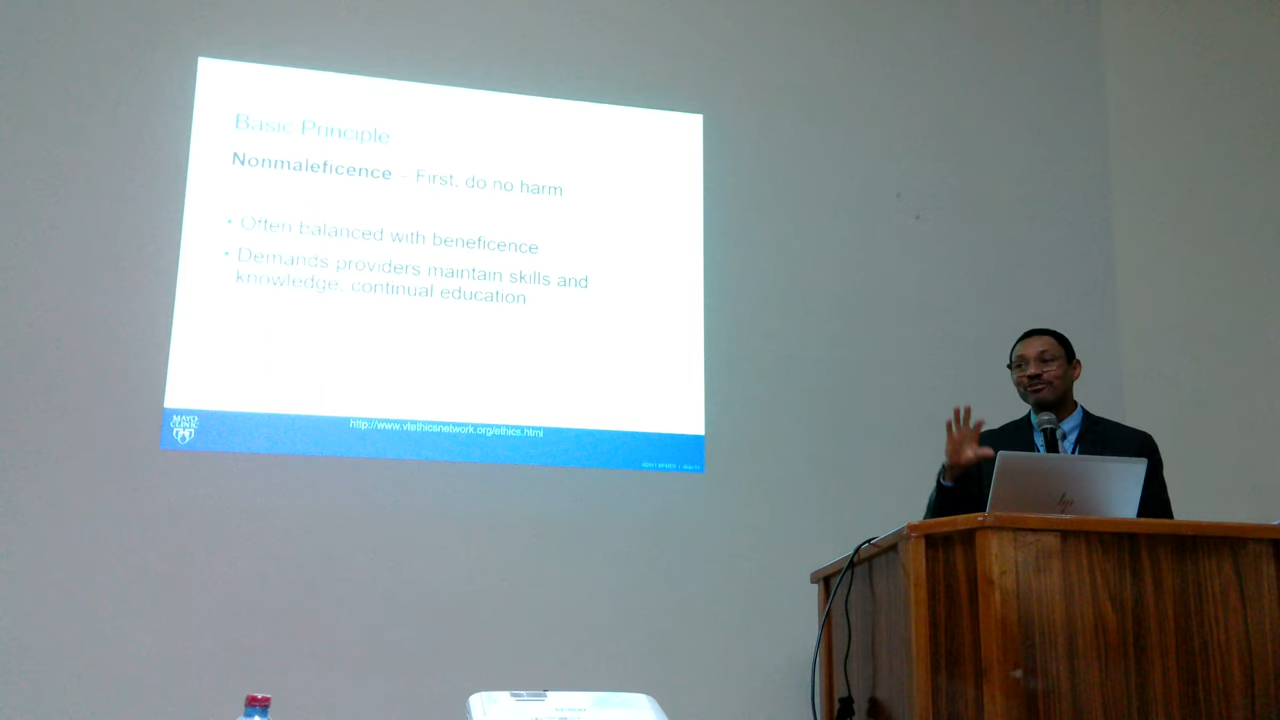 Basic Principle
Nonmaleficence – First, do no harm
• Often balanced with beneficence
• Demands providers maintain skills and
knowledge, continual education
MAYO
CLINIC
http://www.vtethicsnetwork.org/ethics.html
hp